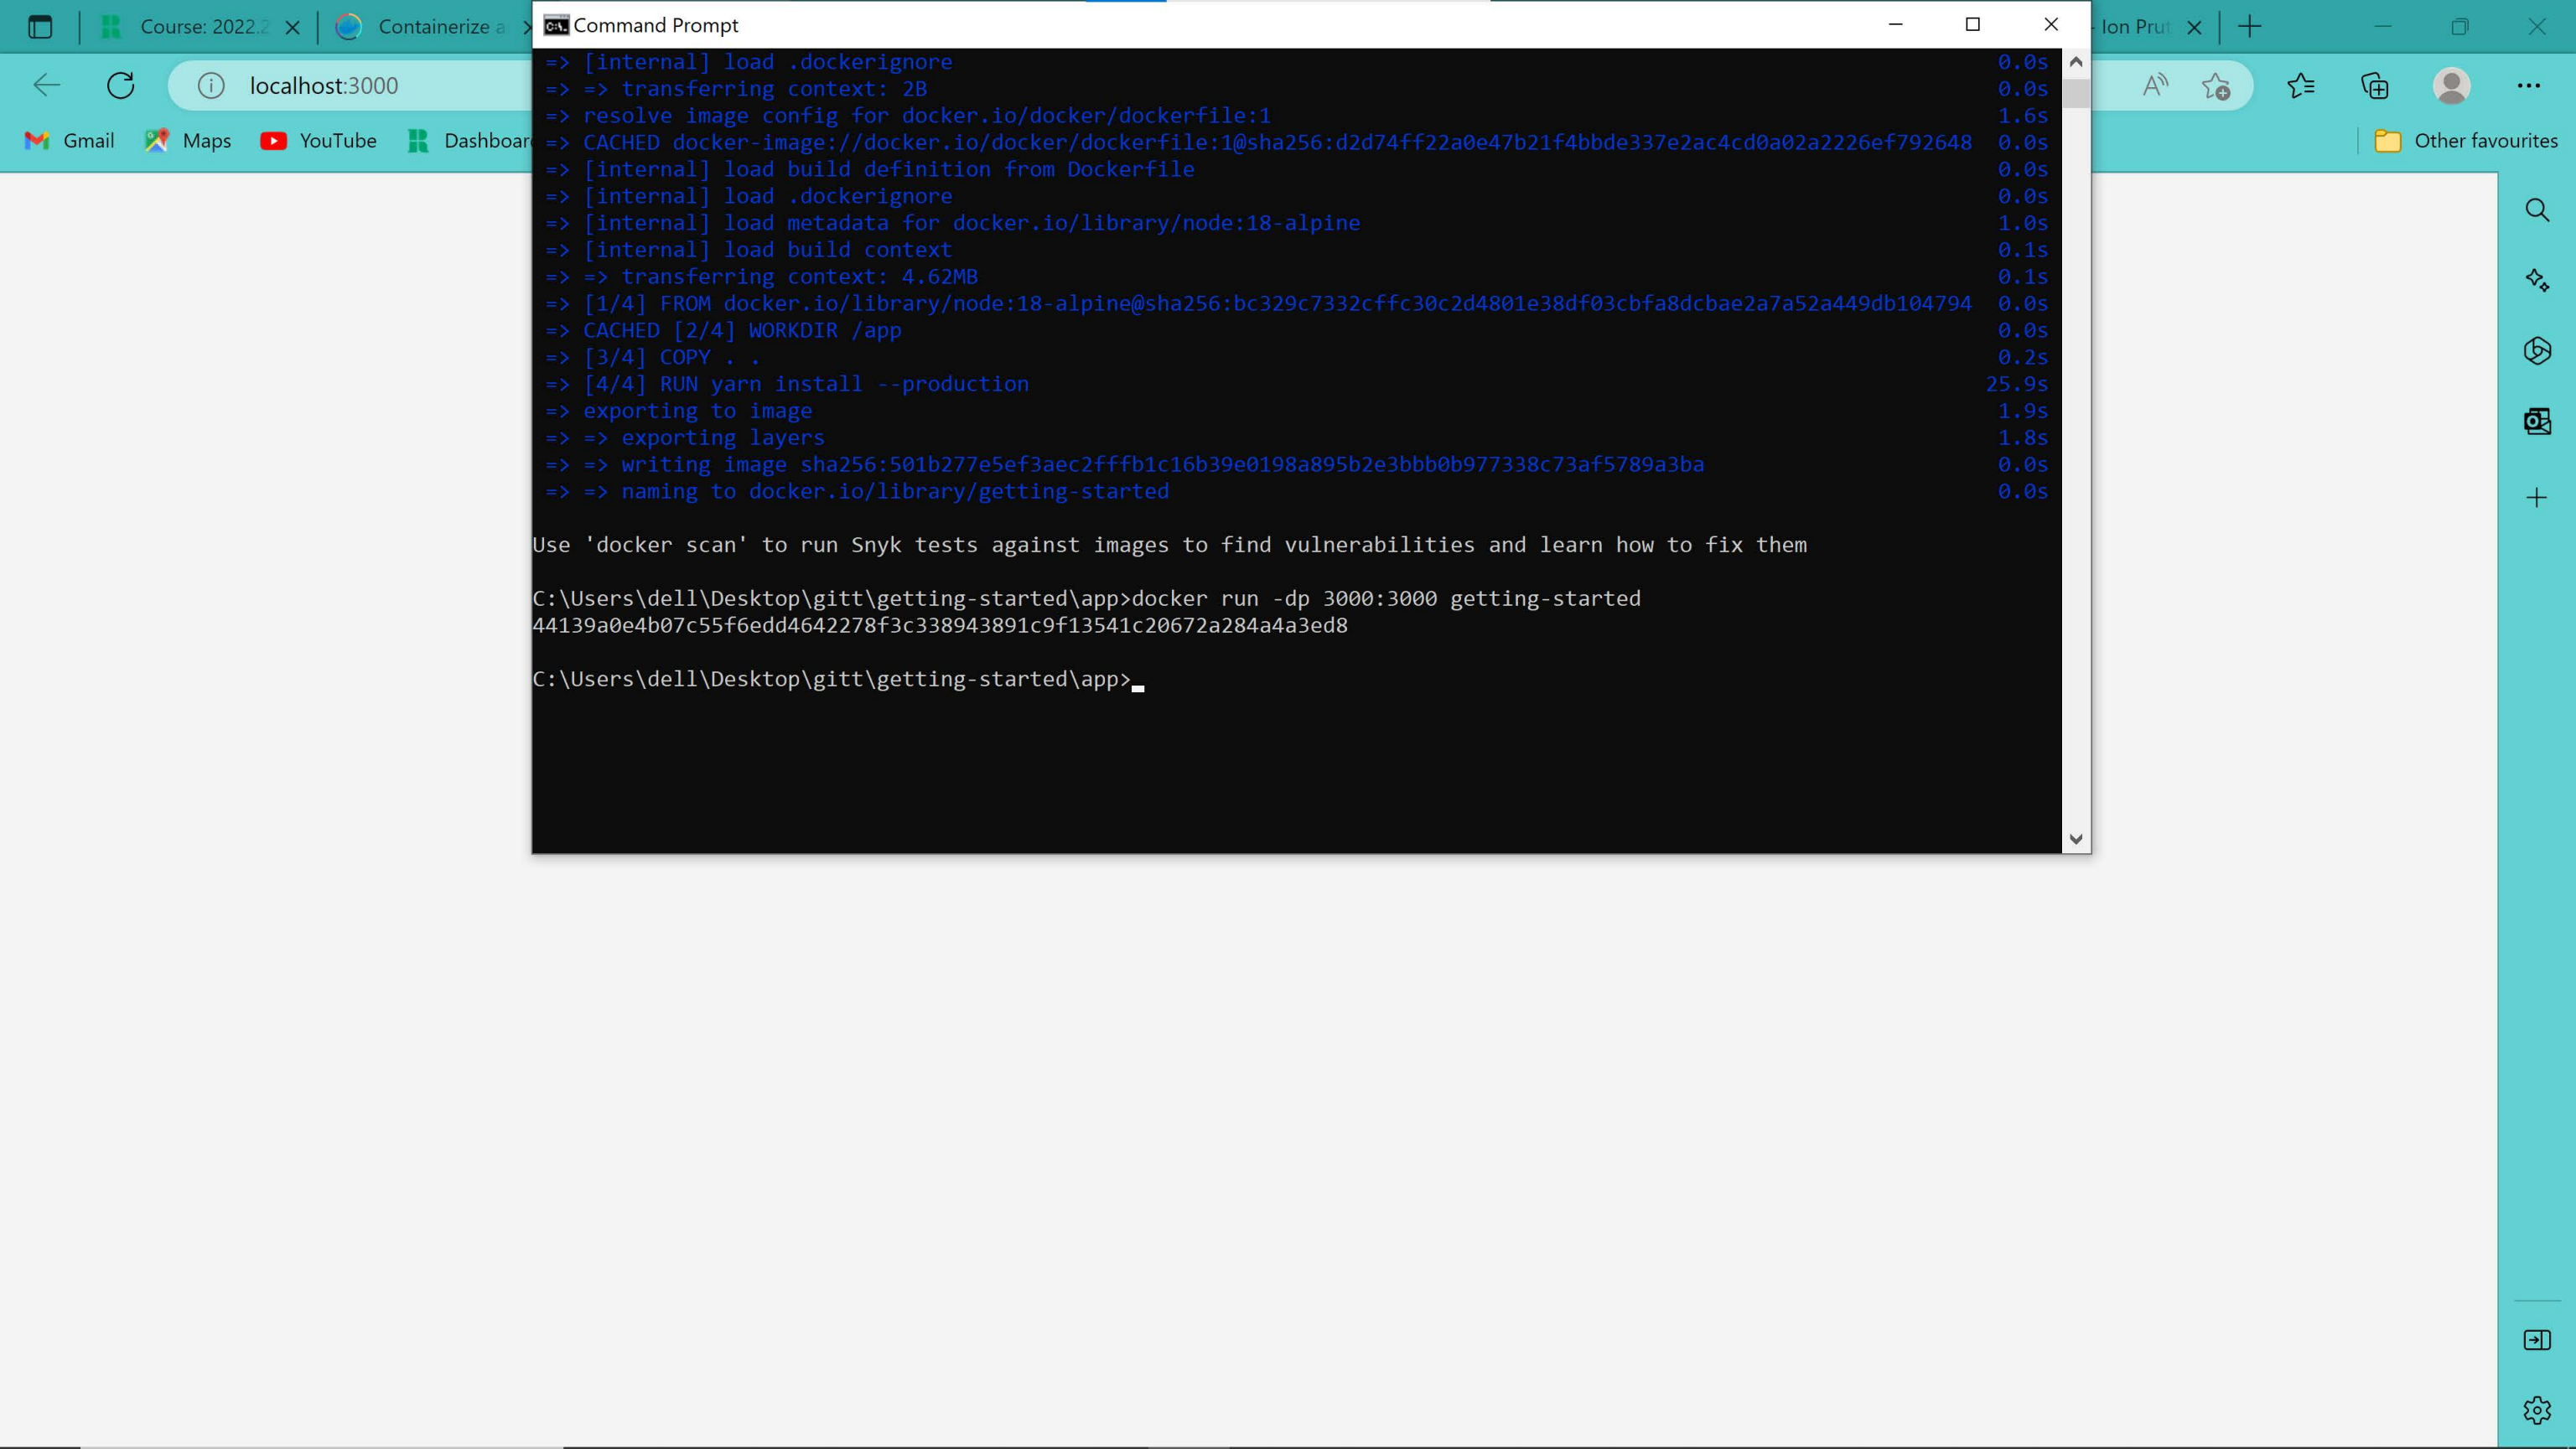 Course: 2022.2
Containerize a
Command Prompt
Ion Prut
localhost:3000
Gmail
Maps
YouTube
Dashboar
Other favourites
=> [internal] load .dockerignore 0.0s
=> => transferring context: 2B 0.0s
=> resolve image config for docker.io/docker/dockerfile:1 1.6s
=> CACHED docker-image://docker.io/docker/dockerfile:1@sha256:d2d74ff22a0e47b21f4bbde337e2ac4cd0a02a2226ef792648 0.0s
=> [internal] load build definition from Dockerfile 0.0s
=> [internal] load .dockerignore 0.0s
=> [internal] load metadata for docker.io/library/node:18-alpine 1.0s
=> [internal] load build context 0.1s
=> => transferring context: 4.62MB 0.1s
=> [1/4] FROM docker.io/library/node:18-alpine@sha256:bc329c7332cffc30c2d4801e38df03cbfa8dcbae2a7a52a449db104794 0.0s
=> CACHED [2/4] WORKDIR /app 0.0s
=> [3/4] COPY . . 0.2s
=> [4/4] RUN yarn install --production 25.9s
=> exporting to image 1.9s
=> => exporting layers 1.8s
=> => writing image sha256:501b277e5ef3aec2fffb1c16b39e0198a895b2e3bbb0b977338c73af5789a3ba 0.0s
=> => naming to docker.io/library/getting-started 0.0s
Use 'docker scan' to run Snyk tests against images to find vulnerabilities and learn how to fix them
C:\Users\dell\Desktop\gitt\getting-started\app>docker run -dp 3000:3000 getting-started
44139a0e4b07c55f6edd4642278f3c338943891c9f13541c20672a284a4a3ed8
C:\Users\dell\Desktop\gitt\getting-started\app>